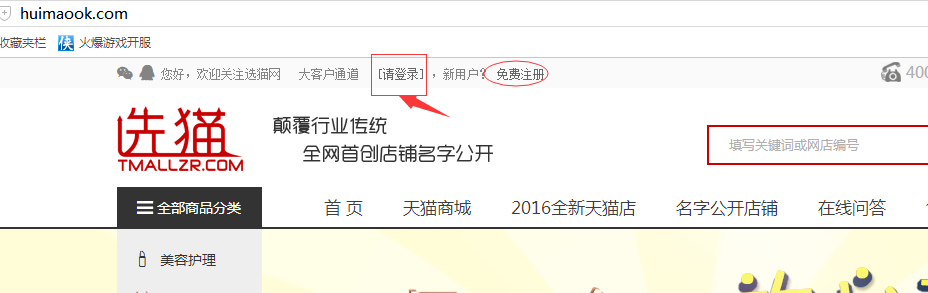 huimaook.com
收藏夹栏 火爆游戏开服
您好，欢迎关注选猫网 大客户通道 [请登录] ，新用户？ 免费注册 400
选猫
TMALLZR.COM
颠覆行业传统
全网首创店铺名字公开
填写关键词或网店编号
全部商品分类 首 页 天猫商城 2016全新天猫店 名字公开店铺 在线问答
美容护理